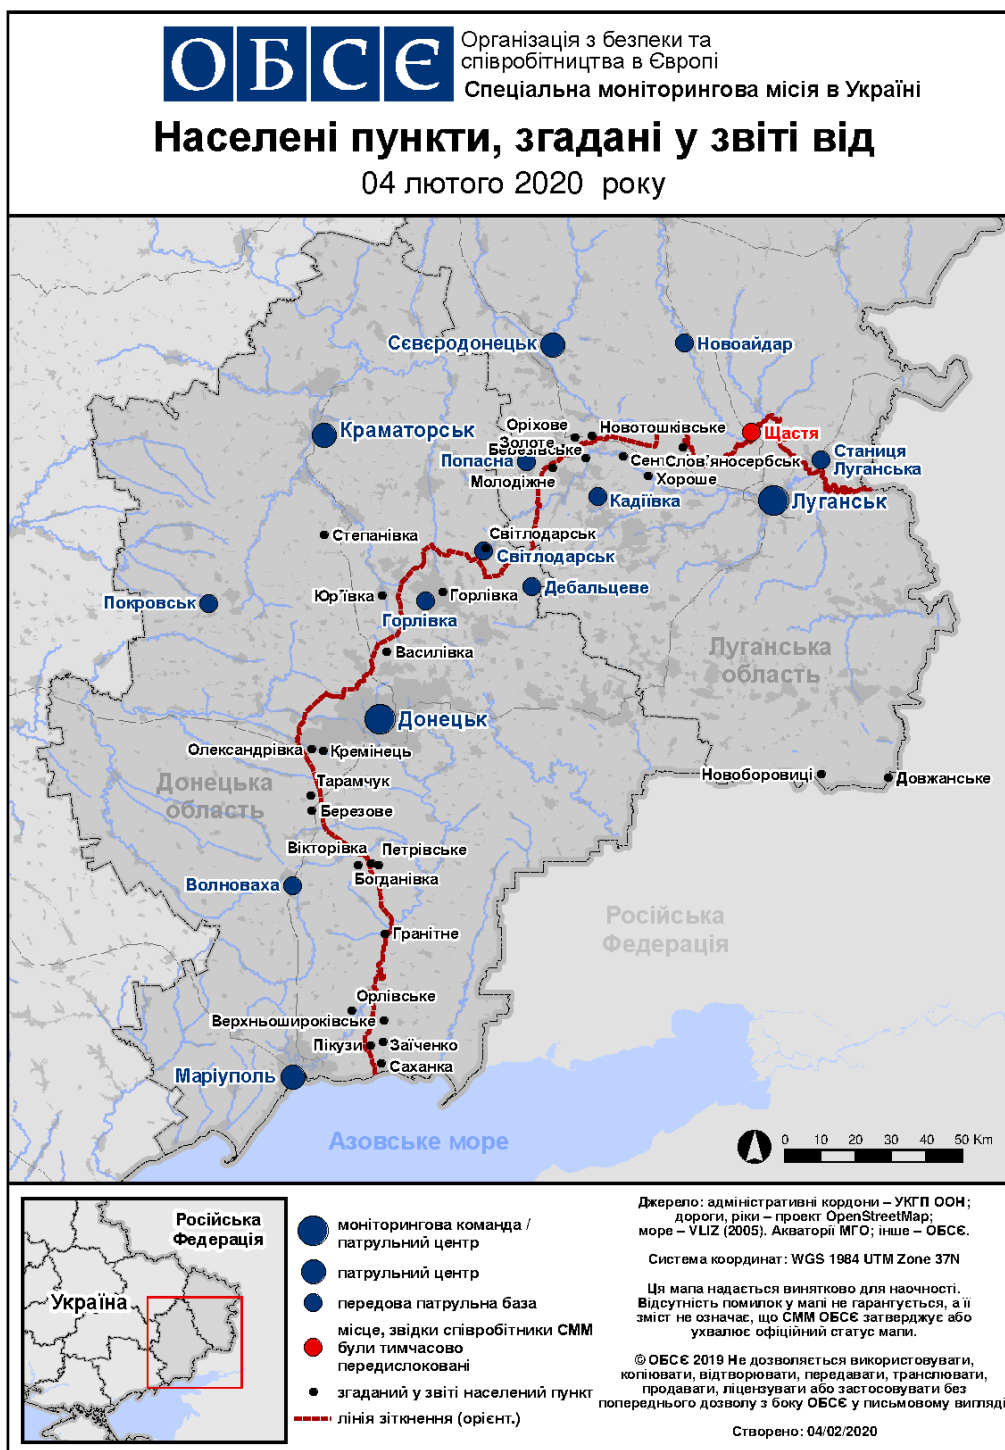 ОБСЄ
Організація з безпеки та
співробітництва в Європі
Спеціальна моніторингова місія в Україні
Населені пункти, згадані у звіті від
04 лютого 2020 року
Сєвєродонецьк
Новоайдар
Краматорськ
Оріхове
Новотошківське
Щастя
Золоте
Березівське
Попасна
Слов'яносербськ
Станиця
Луганська
Молодіжне
Хороше
Кадіївка
Луганськ
Степанівка
Світлодарськ
Світлодарськ
Дебальцеве
Юр'ївка
Горлівка
Покровськ
Горлівка
Василівка
Луганська
область
Донецьк
Олександрівка
Кремінець
Новоборовиці
Довжанське
Донецька
область
Тарамчук
Березове
Вікторівка
Петрівське
Богданівка
Волноваха
Російська
Федерація
Гранітне
Орлівське
Верхньошироківське
Пікузи
Заїченко
Саханка
Маріуполь
Азовське море
0 10 20 30 40 50 Km
Російська
Федерація
Україна
моніторингова команда /
патрульний центр
патрульний центр
передова патрульна база
місце, звідки співробітники СММ
були тимчасово
передислоковані
згаданий у звіті населений пункт
лінія зіткнення (орієнт.)
Джерело: адміністративні кордони – УКГП ООН;
дороги, ріки – проект OpenStreetMap;
море – VLIZ (2005). Акваторії МГО; інше – ОБСЄ.
Система координат: WGS 1984 UTM Zone 37N
Ця мапа надається винятково для наочності.
Відсутність помилок у мапі не гарантується, а її
зміст не означає, що СММ ОБСЄ затверджує або
ухвалює офіційний статус мапи.
© ОБСЄ 2019 Не дозволяється використовувати,
копіювати, відтворювати, передавати, транслювати,
продавати, ліцензувати або застосовувати без
попереднього дозволу з боку ОБСЄ у письмовому вигляді
Створено: 04/02/2020